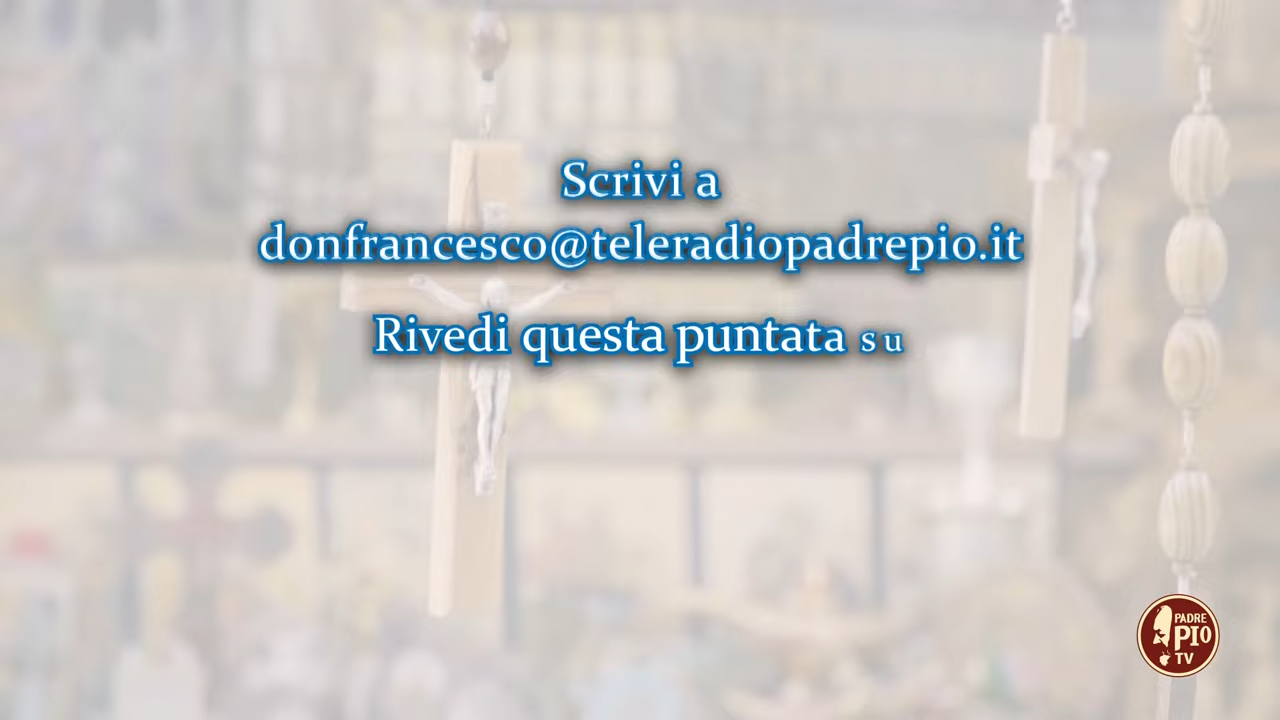 Scrivi a
donfrancesco@teleradiopadrepio.it
Rivedi questa puntata su
PADRE
PIO
TV